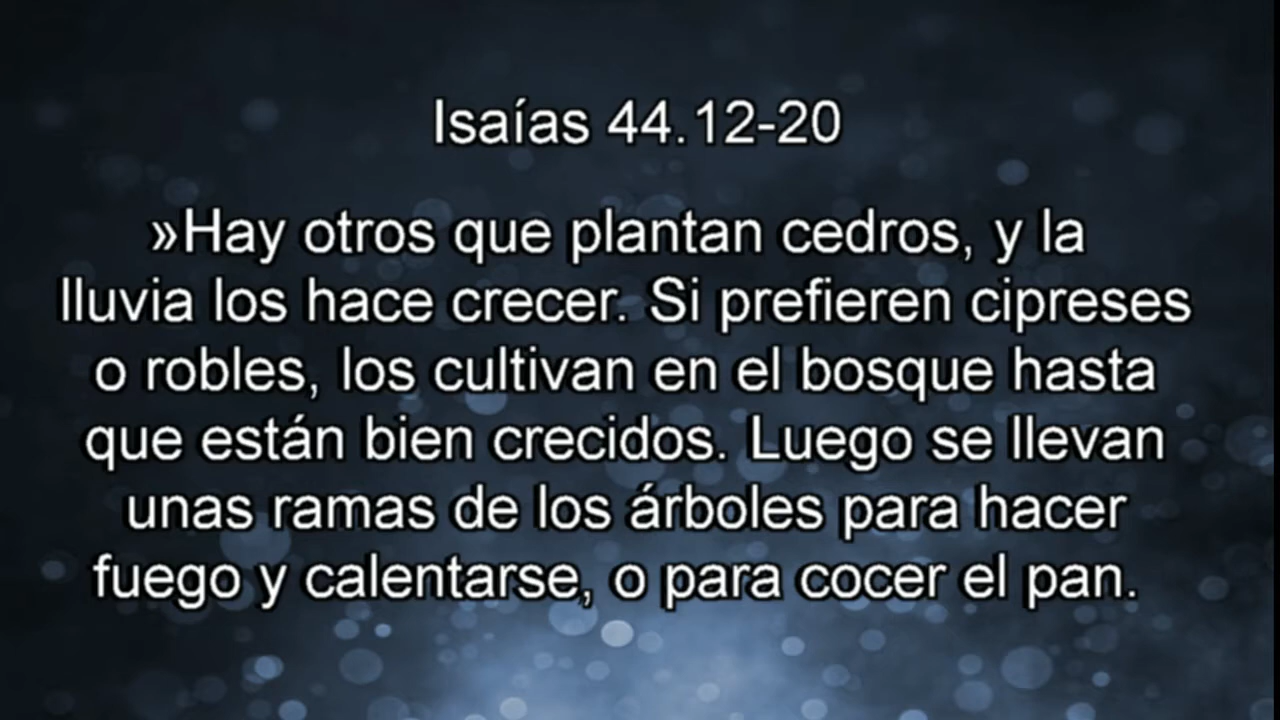 Isaías 44.12-20
»Hay otros que plantan cedros, y la
lluvia los hace crecer. Si prefieren cipreses
o robles, los cultivan en el bosque hasta
que están bien crecidos. Luego se llevan
unas ramas de los árboles para hacer
fuego y calentarse, o para cocer el pan.